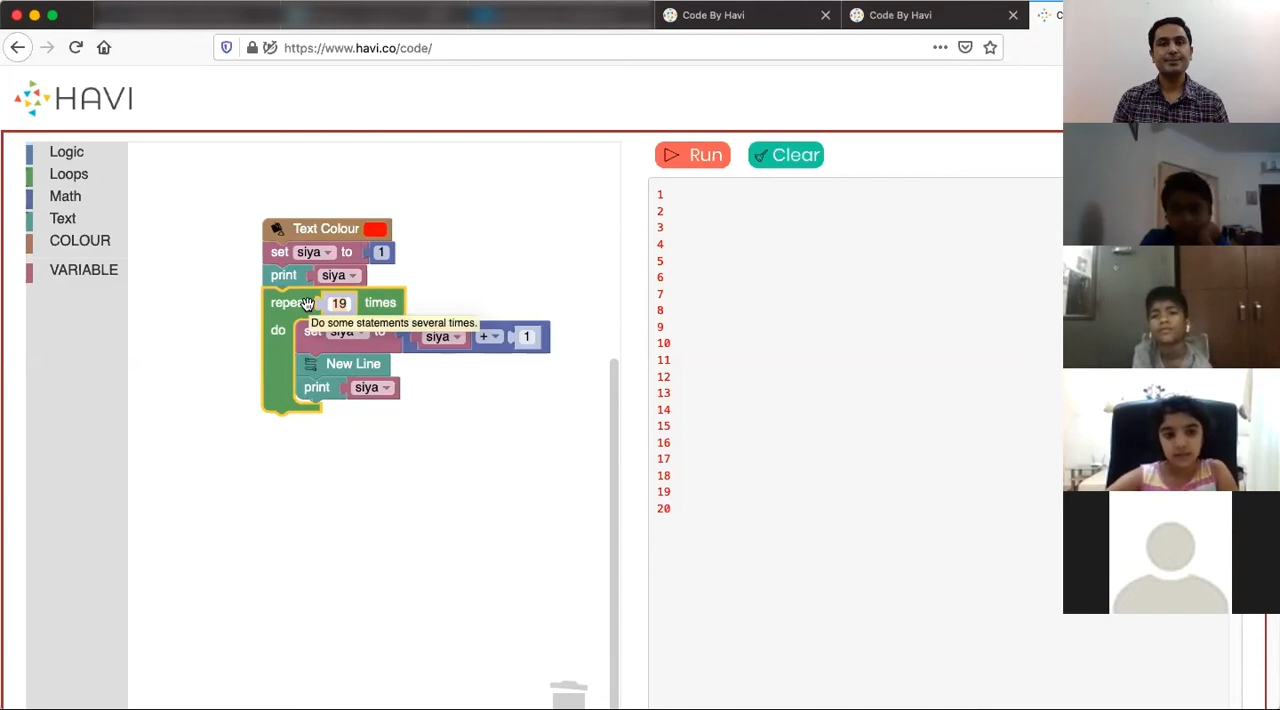 Code By Havi
Code By Havi
https://www.havi.co/code/
HAVI
Logic
Loops
Math
Text
COLOUR
VARIABLE
Text Colour
set siya to 1
print siya
repeat 19 times
Do some statements several times.
do set siya to siya + 1
New Line
print siya
Run
Clear
1
2
3
4
5
6
7
8
9
10
11
12
13
14
15
16
17
18
19
20